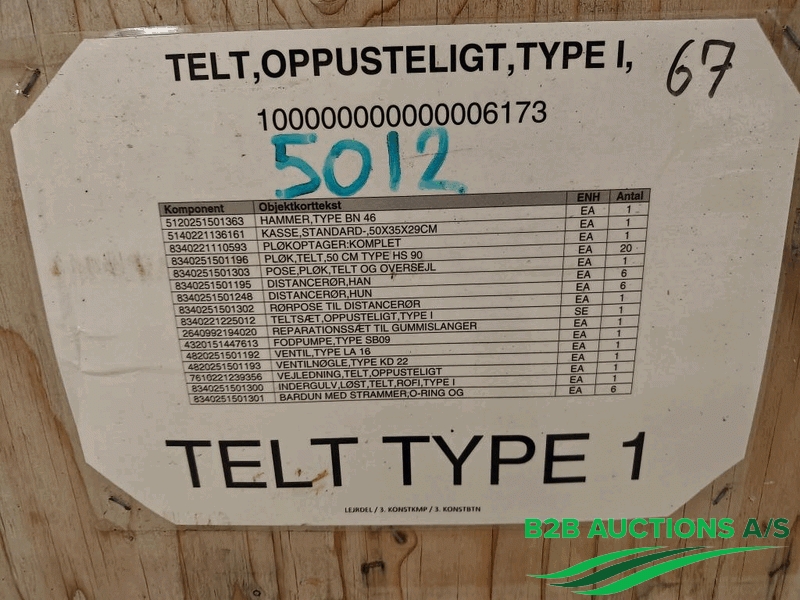 TELT,OPPUSTELIGT,TYPE I, 67
100000000000006173
5012
Komponent Objektkorttekst ENH Antal
5120251501363 HAMMER,TYPE BN 46 EA 1
5140221136161 KASSE,STANDARD-,50X35X29CM EA 1
8340221110593 PLØKOPTAGER:KOMPLET EA 1
8340251501196 PLØK,TELT,50 CM TYPE HS 90 EA 20
8340251501303 POSE,PLØK,TELT OG OVERSEJL EA 1
8340251501195 DISTANCERØR,HAN EA 6
8340251501248 DISTANCERØR,HUN EA 6
8340251501302 RØRPOSE TIL DISTANCERØR EA 1
8340221225012 TELTSÆT,OPPUSTELIGT,TYPE I SE 1
2640992194020 REPARATIONSSÆT TIL GUMMISLANGER EA 1
4320151447613 FODPUMPE,TYPE SB09 EA 1
4820251501192 VENTIL,TYPE LA 16 EA 1
4820251501193 VENTILNØGLE,TYPE KD 22 EA 1
7610221239356 VEJLEDNING,TELT,OPPUSTELIGT EA 1
8340251501300 INDERGULV,LØST,TELT,ROFI,TYPE I EA 1
8340251501301 BARDUN MED STRAMMER,O-RING OG EA 6
TELT TYPE 1
LEJRDEL / 3. KONSTKMP / 3. KONSTBTN
B2B AUCTIONS A/S